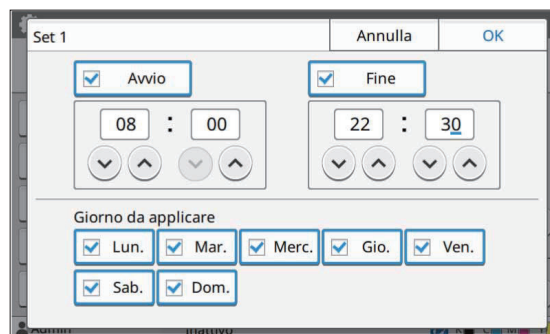 Set 1 Annulla OK
Avvio Fine
08 : 00 22 : 30
Giorno da applicare
Lun. Mar. Merc. Gio. Ven.
Sab. Dom.
Admin Inattivo